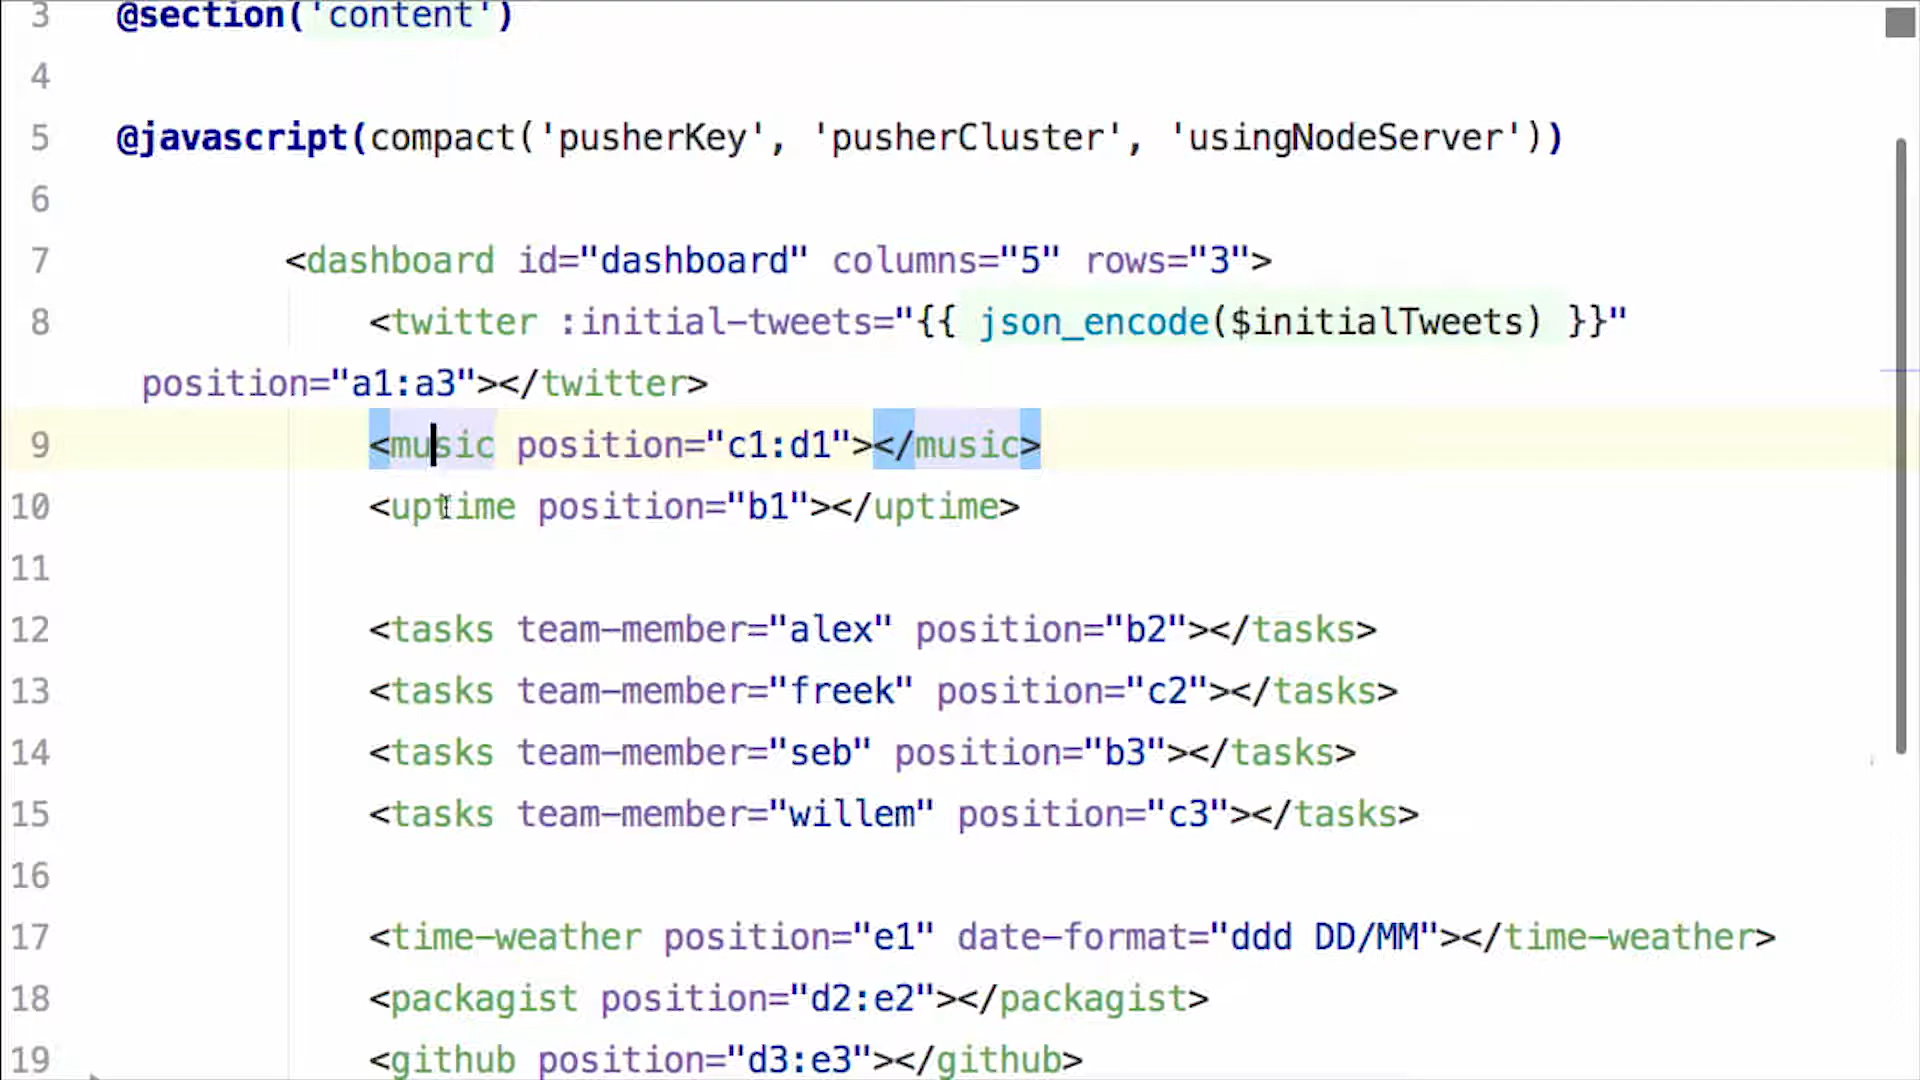 3 @section('content')
4
5 @javascript(compact('pusherKey', 'pusherCluster', 'usingNodeServer'))
6
7 <dashboard id="dashboard" columns="5" rows="3">
8 <twitter :initial-tweets="{{ json_encode($initialTweets) }}"
position="a1:a3"></twitter>
9 <music position="c1:d1"></music>
10 <uptime position="b1"></uptime>
11
12 <tasks team-member="alex" position="b2"></tasks>
13 <tasks team-member="freek" position="c2"></tasks>
14 <tasks team-member="seb" position="b3"></tasks>
15 <tasks team-member="willem" position="c3"></tasks>
16
17 <time-weather position="e1" date-format="ddd DD/MM"></time-weather>
18 <packagist position="d2:e2"></packagist>
19 <github position="d3:e3"></github>